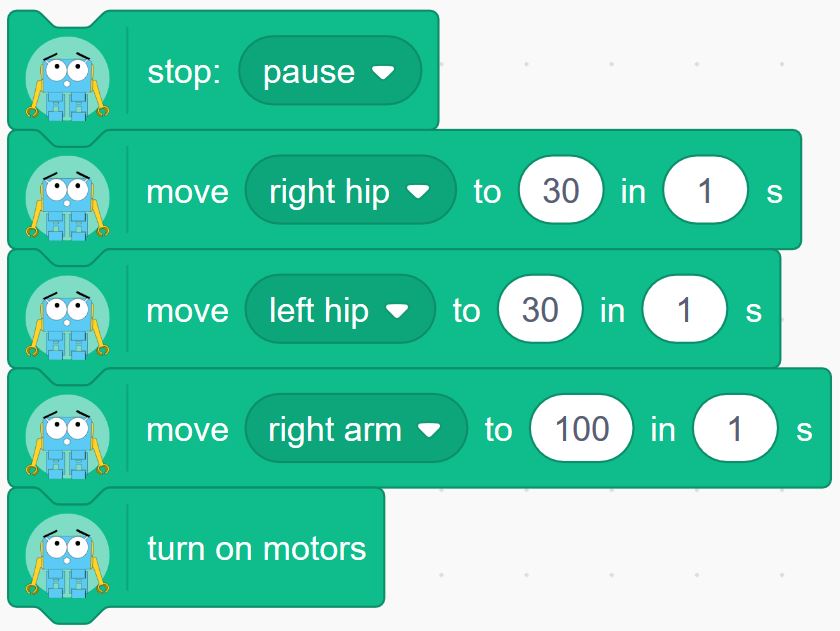 stop: pause
move right hip to 30 in 1 s
move left hip to 30 in 1 s
move right arm to 100 in 1 s
turn on motors